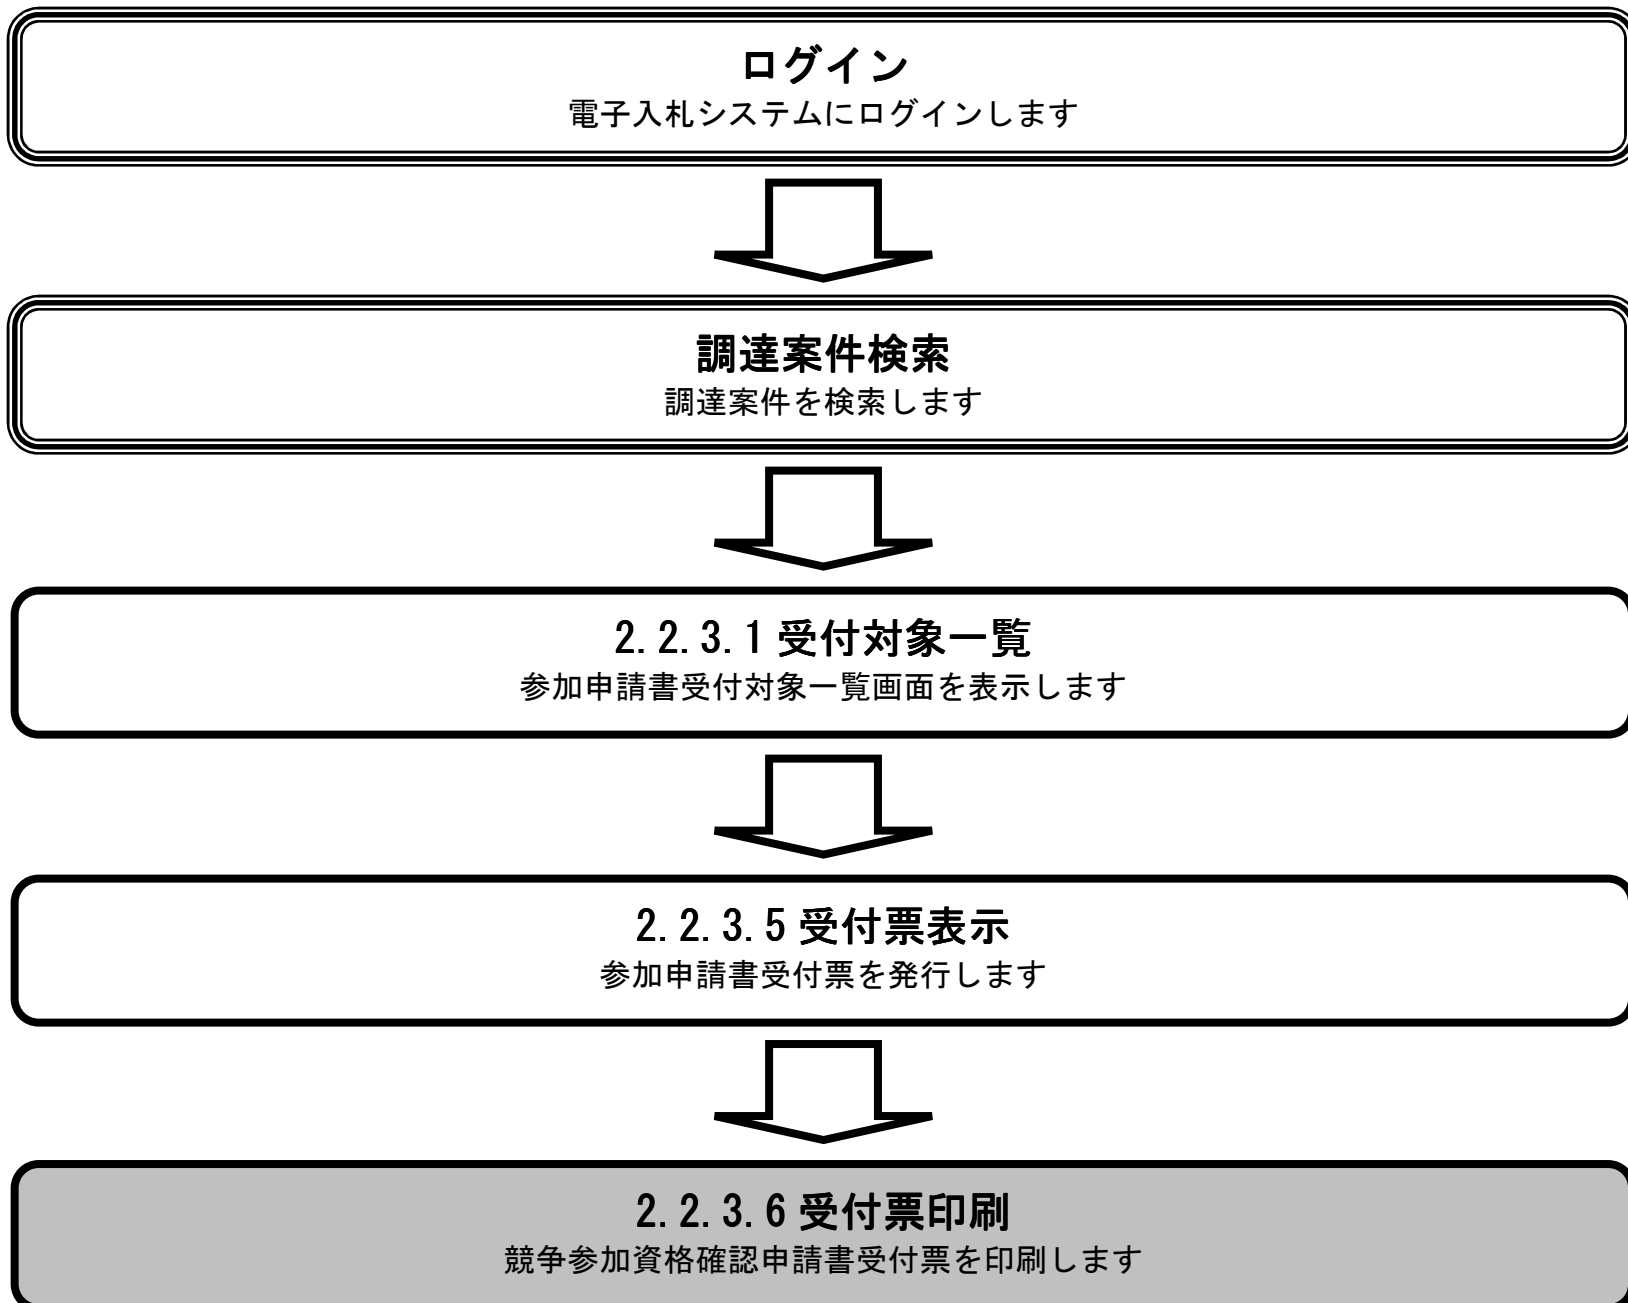 ログイン
電子入札システムにログインします
調達案件検索
調達案件を検索します
2.2.3.1 受付対象一覧
参加申請書受付対象一覧画面を表示します
2.2.3.5 受付票表示
参加申請書受付票を発行します
2.2.3.6 受付票印刷
競争参加資格確認申請書受付票を印刷します